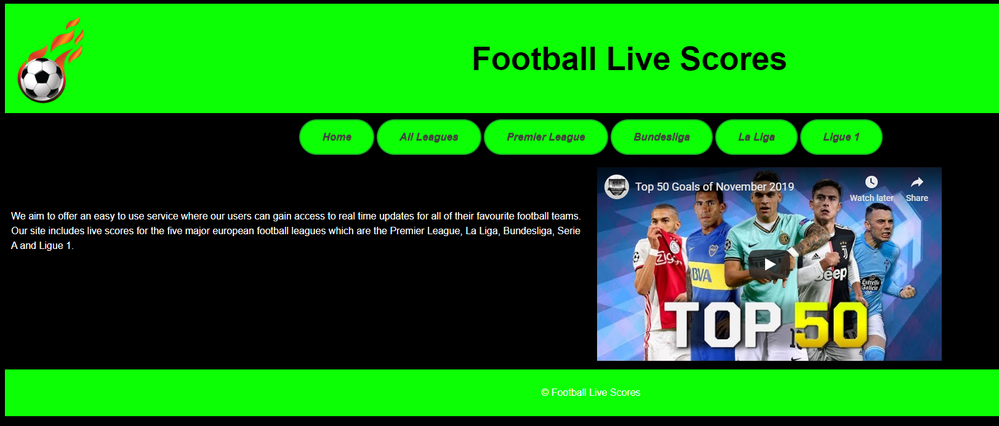 Football Live Scores
Home
All Leagues
Premier League
Bundesliga
La Liga
Ligue 1
We aim to offer an easy to use service where our users can gain access to real time updates for all of their favourite football teams.
Our site includes live scores for the five major european football leagues which are the Premier League, La Liga, Bundesliga, Serie
A and Ligue 1.
Top 50 Goals of November 2019
Watch later
Share
BBVA
Jeep
Estrella
Galicia
0,0
TOP 50
© Football Live Scores